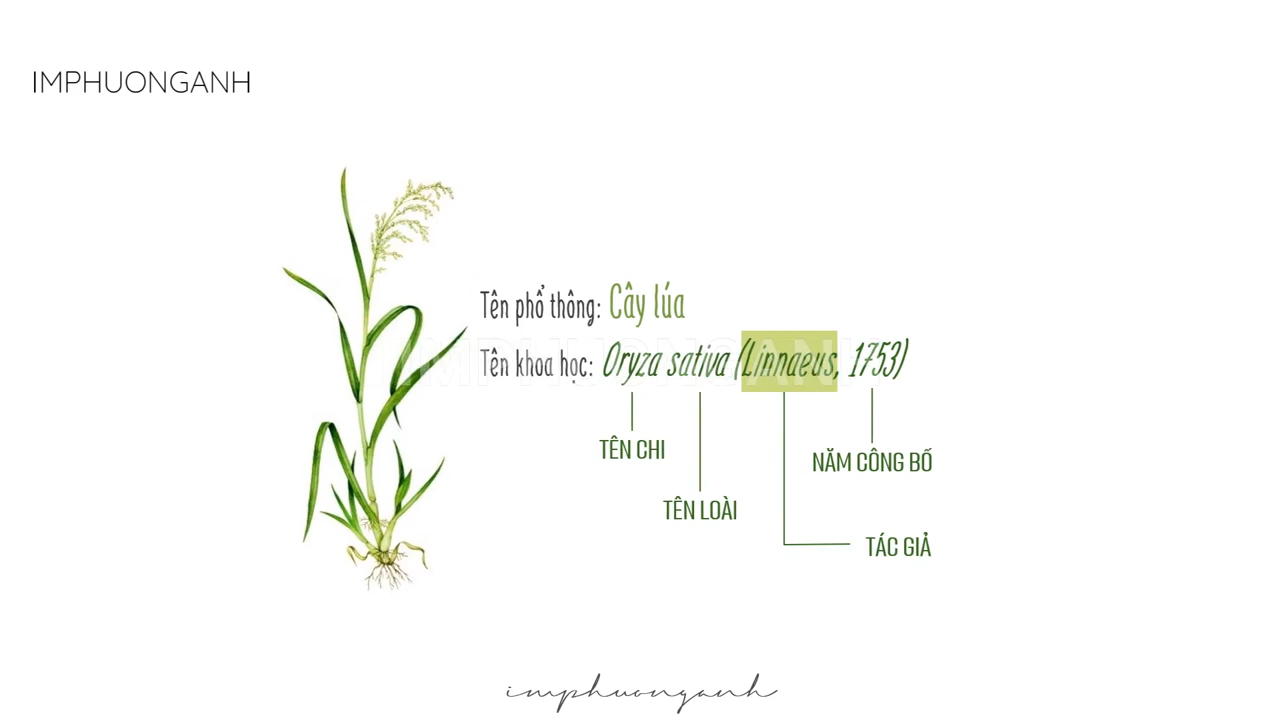 IMPHUONGANH
Tên phổ thông: Cây lúa
Tên khoa học: Oryza sativa (Linnaeus, 1753)
TÊN CHI
NĂM CÔNG BỐ
TÊN LOÀI
TÁC GIẢ
IMPHUONGANH
imphuonganh